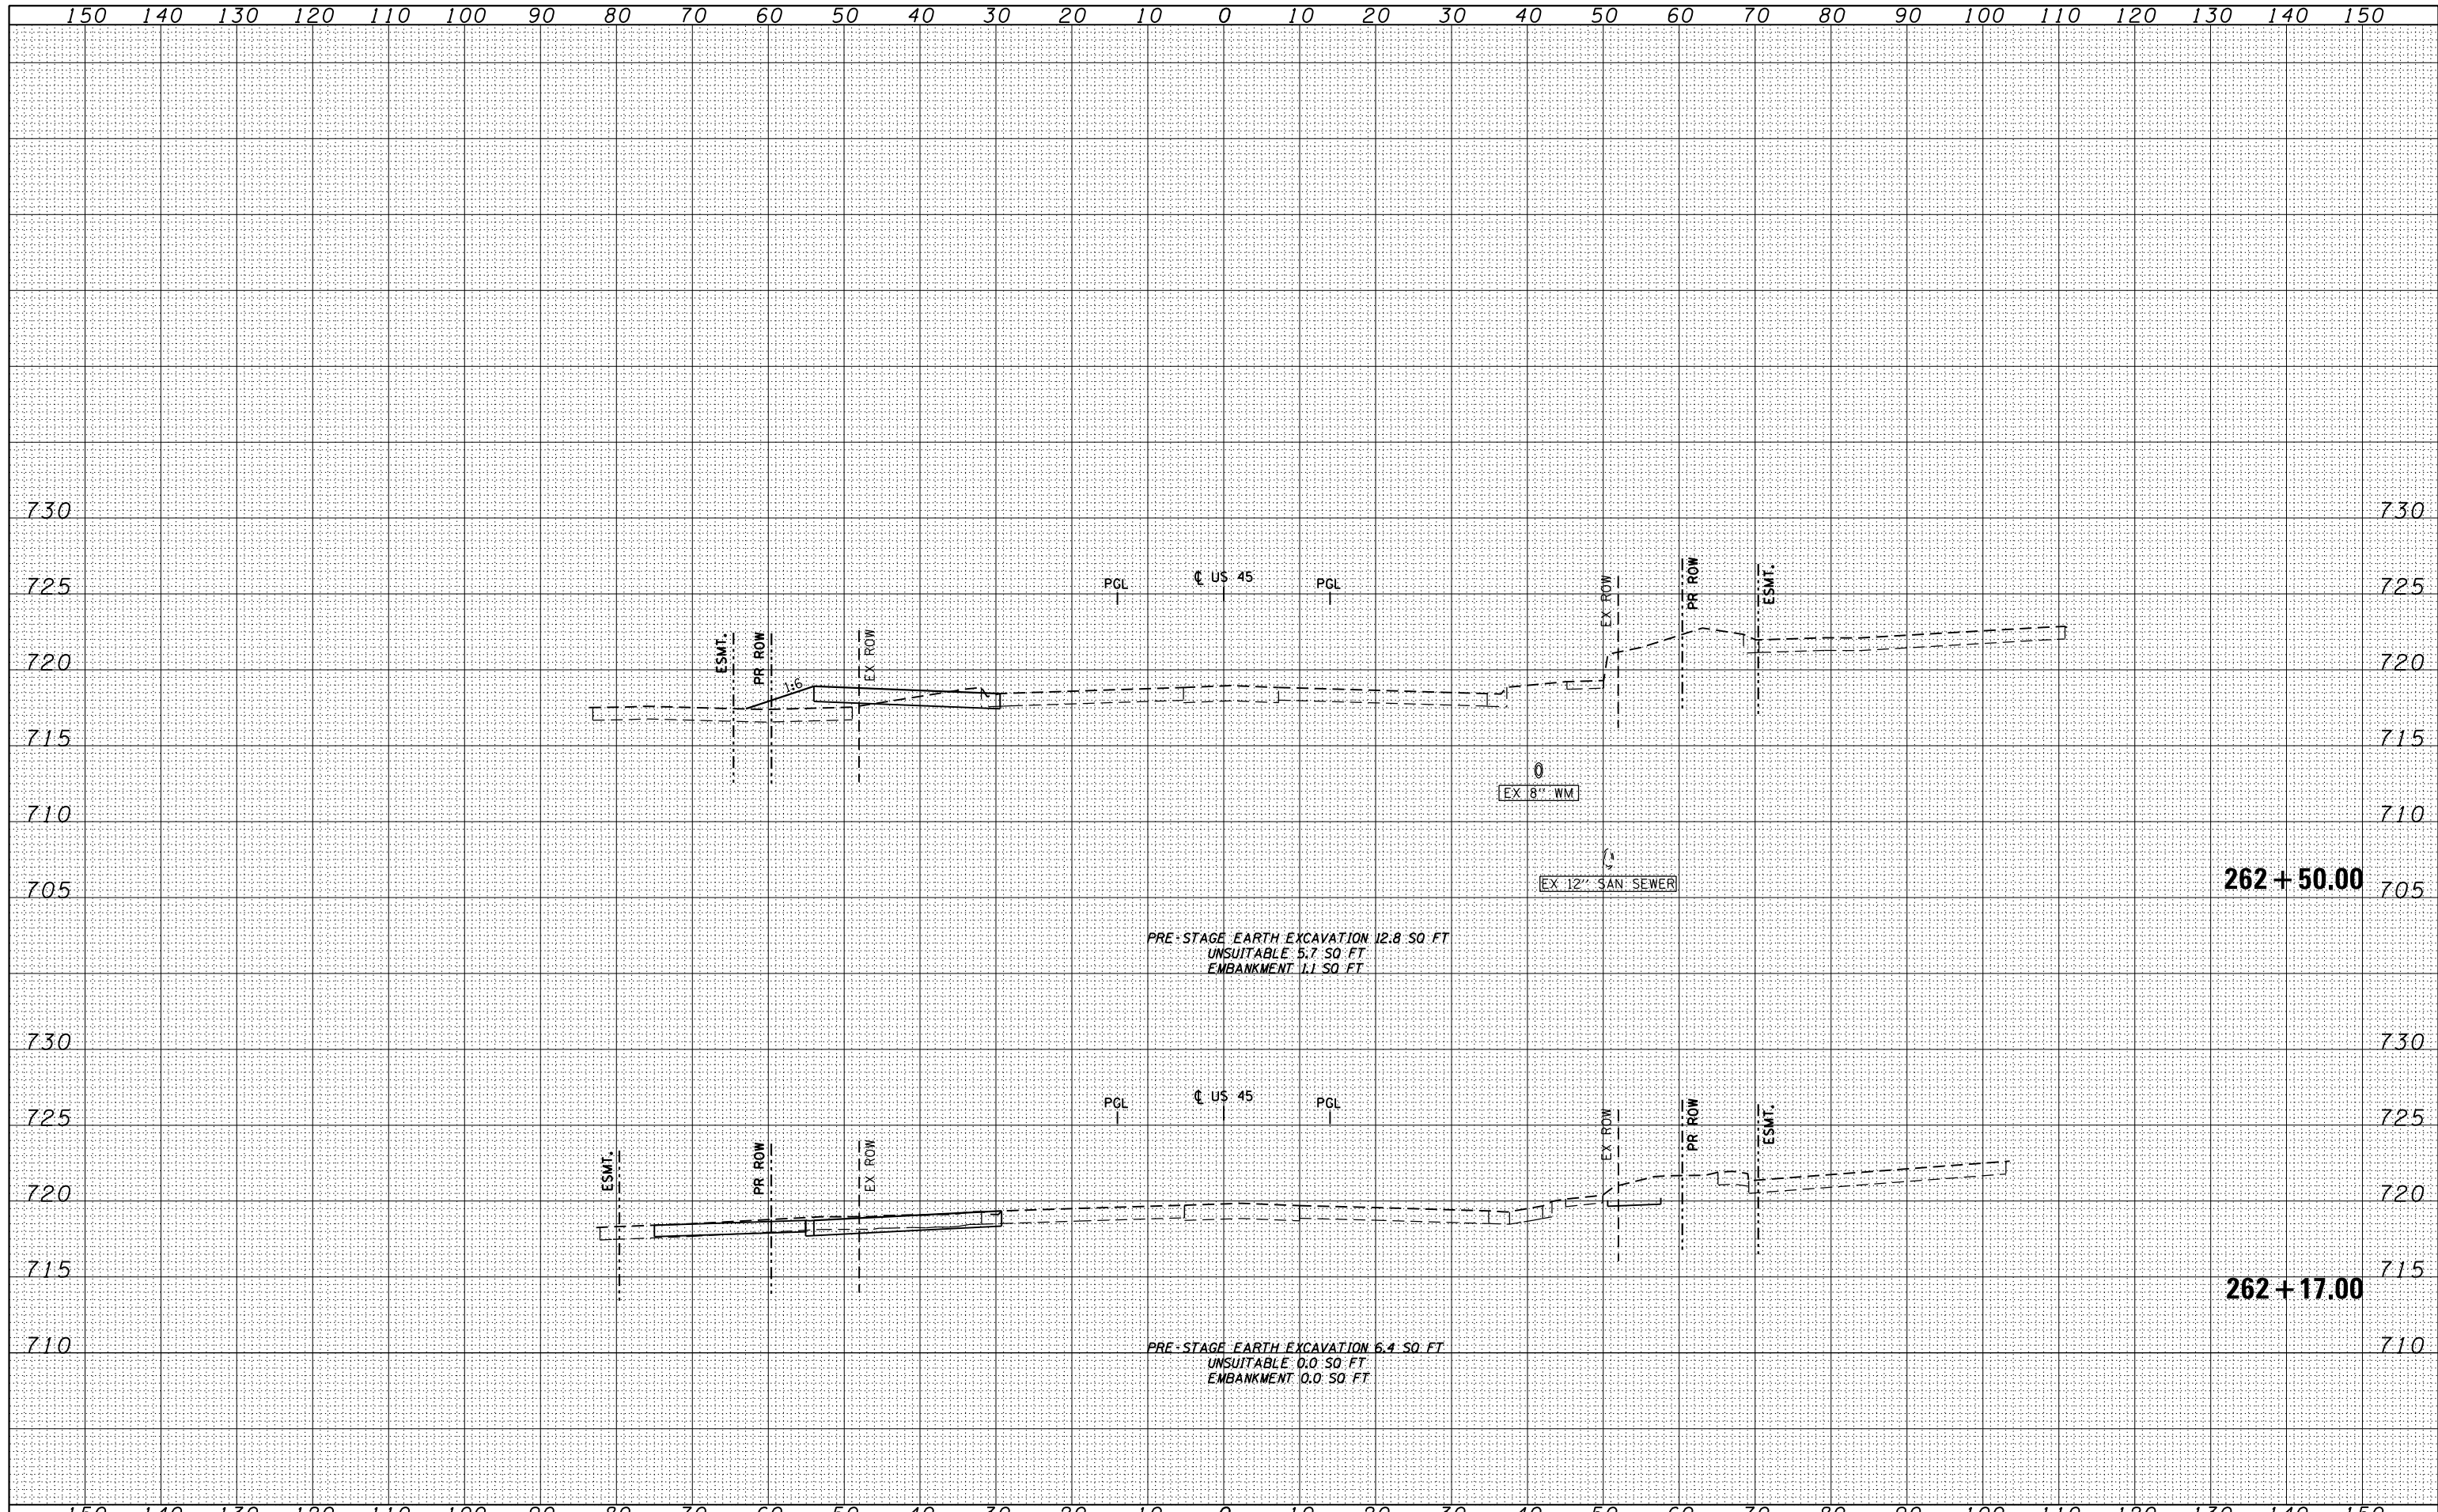 150 140 130 120 110 100 90 80 70 60 50 40 30 20 10 0 10 20 30 40 50 60 70 80 90 100 110 120 130 140 150
730 730
725 PGL ℄ US 45 PGL 725
EX ROW
PR ROW
ESMT.
720 720
ESMT.
PR ROW
EX ROW
1:6
715 715
EX 8" WM
710 710
EX 12" SAN SEWER
705 262+50.00 705
PRE-STAGE EARTH EXCAVATION 12.8 SQ FT
UNSUITABLE 5.7 SQ FT
EMBANKMENT 1.1 SQ FT
730 730
725 PGL ℄ US 45 PGL 725
EX ROW
PR ROW
ESMT.
720 720
ESMT.
PR ROW
EX ROW
715 715
262+17.00
710 710
PRE-STAGE EARTH EXCAVATION 6.4 SQ FT
UNSUITABLE 0.0 SQ FT
EMBANKMENT 0.0 SQ FT
150 140 130 120 110 100 90 80 70 60 50 40 30 20 10 0 10 20 30 40 50 60 70 80 90 100 110 120 130 140 150